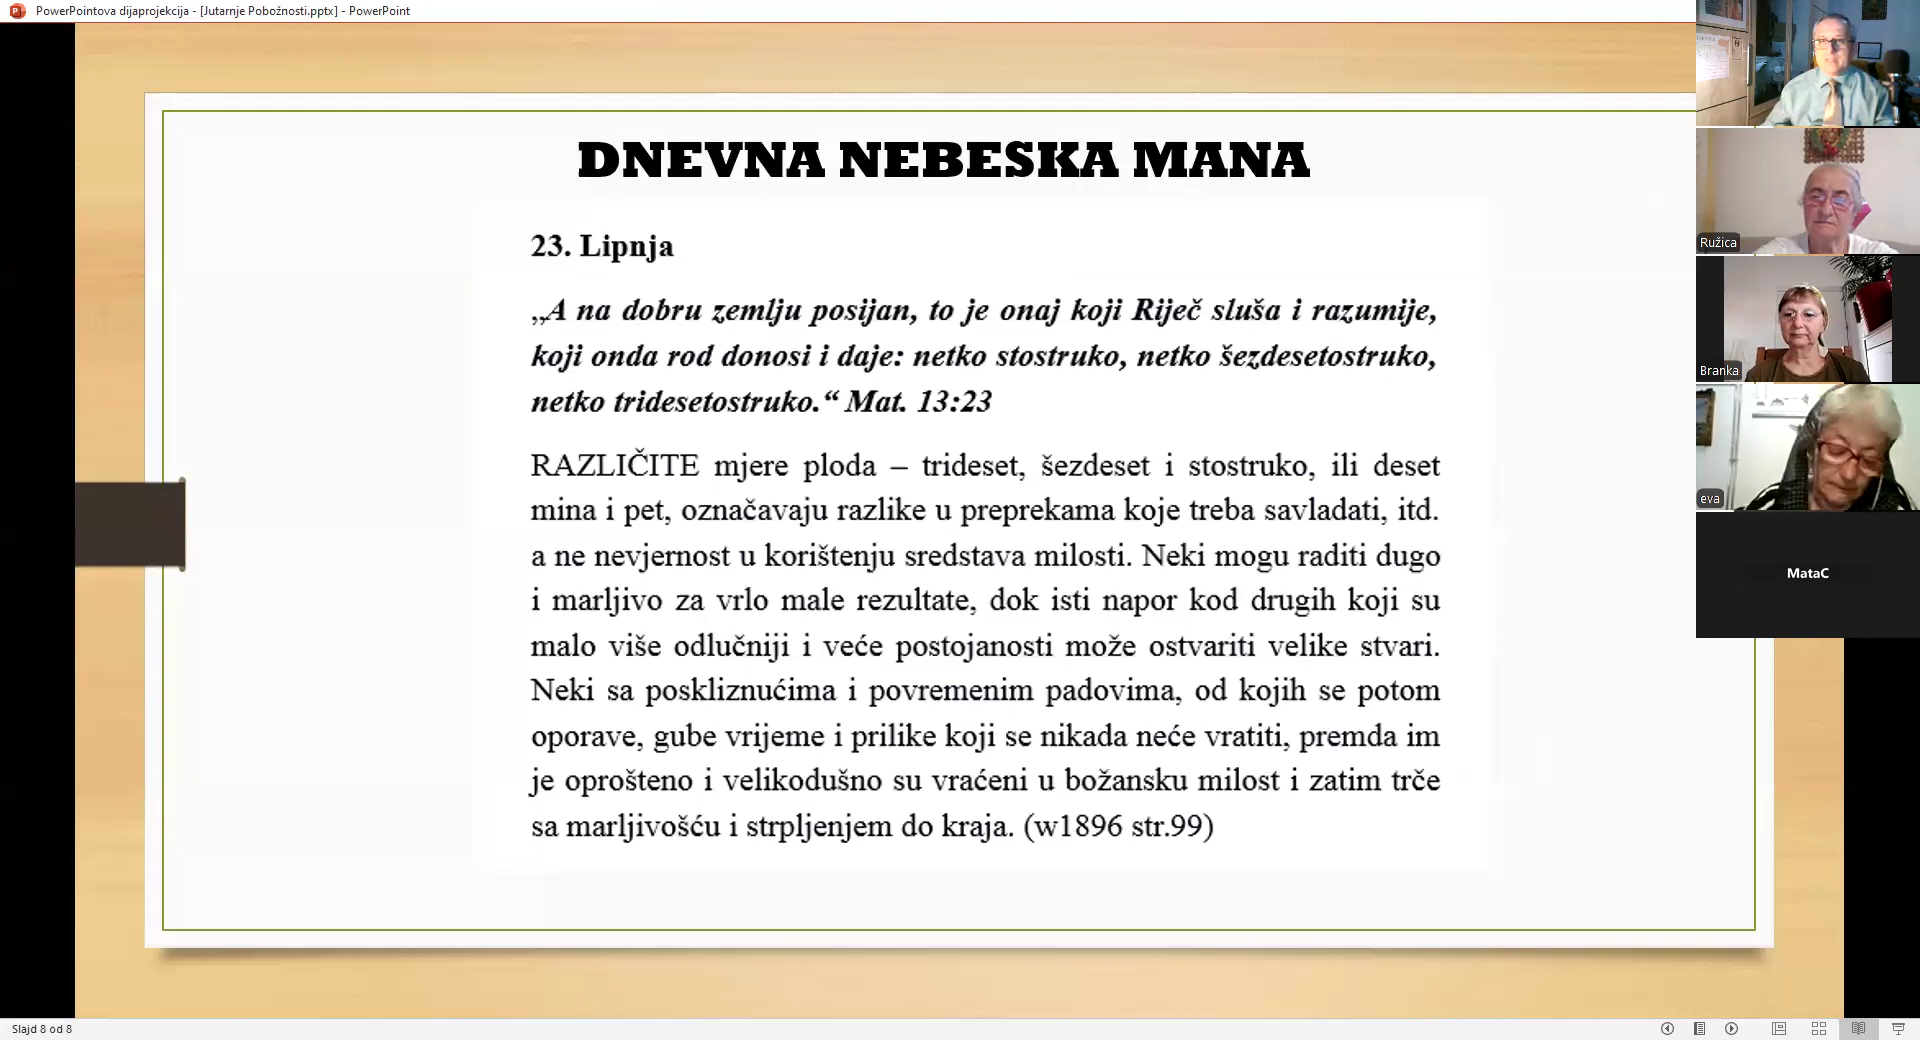 PowerPointova dijaprojekcija - [Jutarnje Pobožnosti.pptx] - PowerPoint
DNEVNA NEBESKA MANA
23. Lipnja
„A na dobru zemlju posijan, to je onaj koji Riječ sluša i razumije,
koji onda rod donosi i daje: netko stostruko, netko šezdesetostruko,
netko tridesetostruko.“ Mat. 13:23
RAZLIČITE mjere ploda – trideset, šezdeset i stostruko, ili deset
mina i pet, označavaju razlike u preprekama koje treba savladati, itd.
a ne nevjernost u korištenju sredstava milosti. Neki mogu raditi dugo
i marljivo za vrlo male rezultate, dok isti napor kod drugih koji su
malo više odlučniji i veće postojanosti može ostvariti velike stvari.
Neki sa poskliznućima i povremenim padovima, od kojih se potom
oporave, gube vrijeme i prilike koji se nikada neće vratiti, premda im
je oprošteno i velikodušno su vraćeni u božansku milost i zatim trče
sa marljivošću i strpljenjem do kraja. (w1896 str.99)
Ružica
Branka
eva
MataC
Slajd 8 od 8